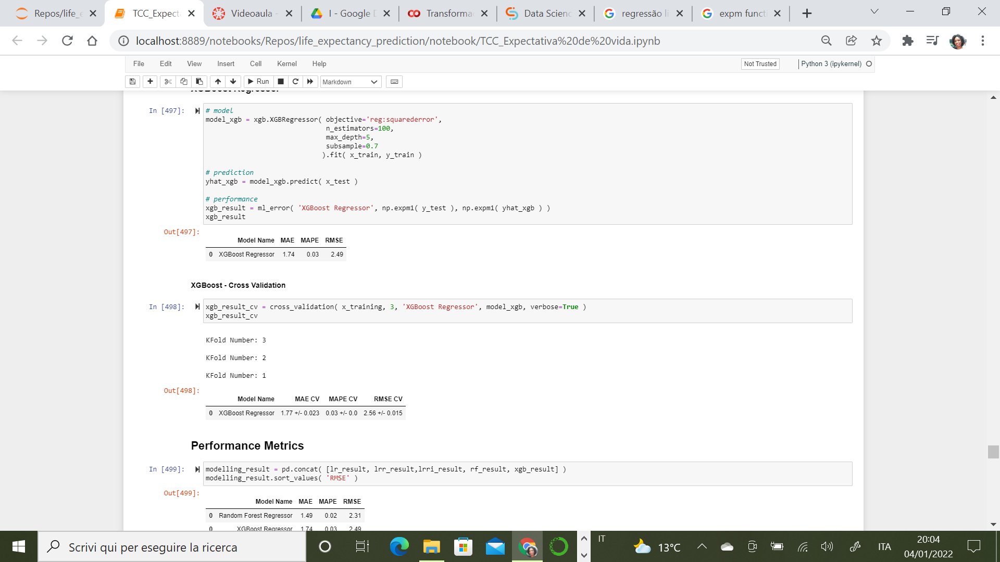 Repos/life_e
TCC_Expecta
Videoaula -
I - Google D
Transforma
Data Scienc
regressão li
expm functi
localhost:8889/notebooks/Repos/life_expectancy_prediction/notebook/TCC_Expectativa%20de%20vida.ipynb
File Edit View Insert Cell Kernel Help
Not Trusted
Python 3 (ipykernel)
Run
Markdown
XGBoost Regressor
In [497]:
# model
model_xgb = xgb.XGBRegressor( objective='reg:squarederror',
n_estimators=100,
max_depth=5,
subsample=0.7
).fit( x_train, y_train )
# prediction
yhat_xgb = model_xgb.predict( x_test )
# performance
xgb_result = ml_error( 'XGBoost Regressor', np.expm1( y_test ), np.expm1( yhat_xgb ) )
xgb_result
Out[497]:
Model Name MAE MAPE RMSE
0 XGBoost Regressor 1.74 0.03 2.49
XGBoost - Cross Validation
In [498]:
xgb_result_cv = cross_validation( x_training, 3, 'XGBoost Regressor', model_xgb, verbose=True )
xgb_result_cv
KFold Number: 3
KFold Number: 2
KFold Number: 1
Out[498]:
Model Name MAE CV MAPE CV RMSE CV
0 XGBoost Regressor 1.77 +/- 0.023 0.03 +/- 0.0 2.56 +/- 0.015
Performance Metrics
In [499]:
modelling_result = pd.concat( [lr_result, lrr_result,lrri_result, rf_result, xgb_result] )
modelling_result.sort_values( 'RMSE' )
Out[499]:
Model Name MAE MAPE RMSE
0 Random Forest Regressor 1.49 0.02 2.31
0 XGBoost Regressor 1.74 0.03 2.49
Scrivi qui per eseguire la ricerca
IT
13°C
ITA
20:04
04/01/2022